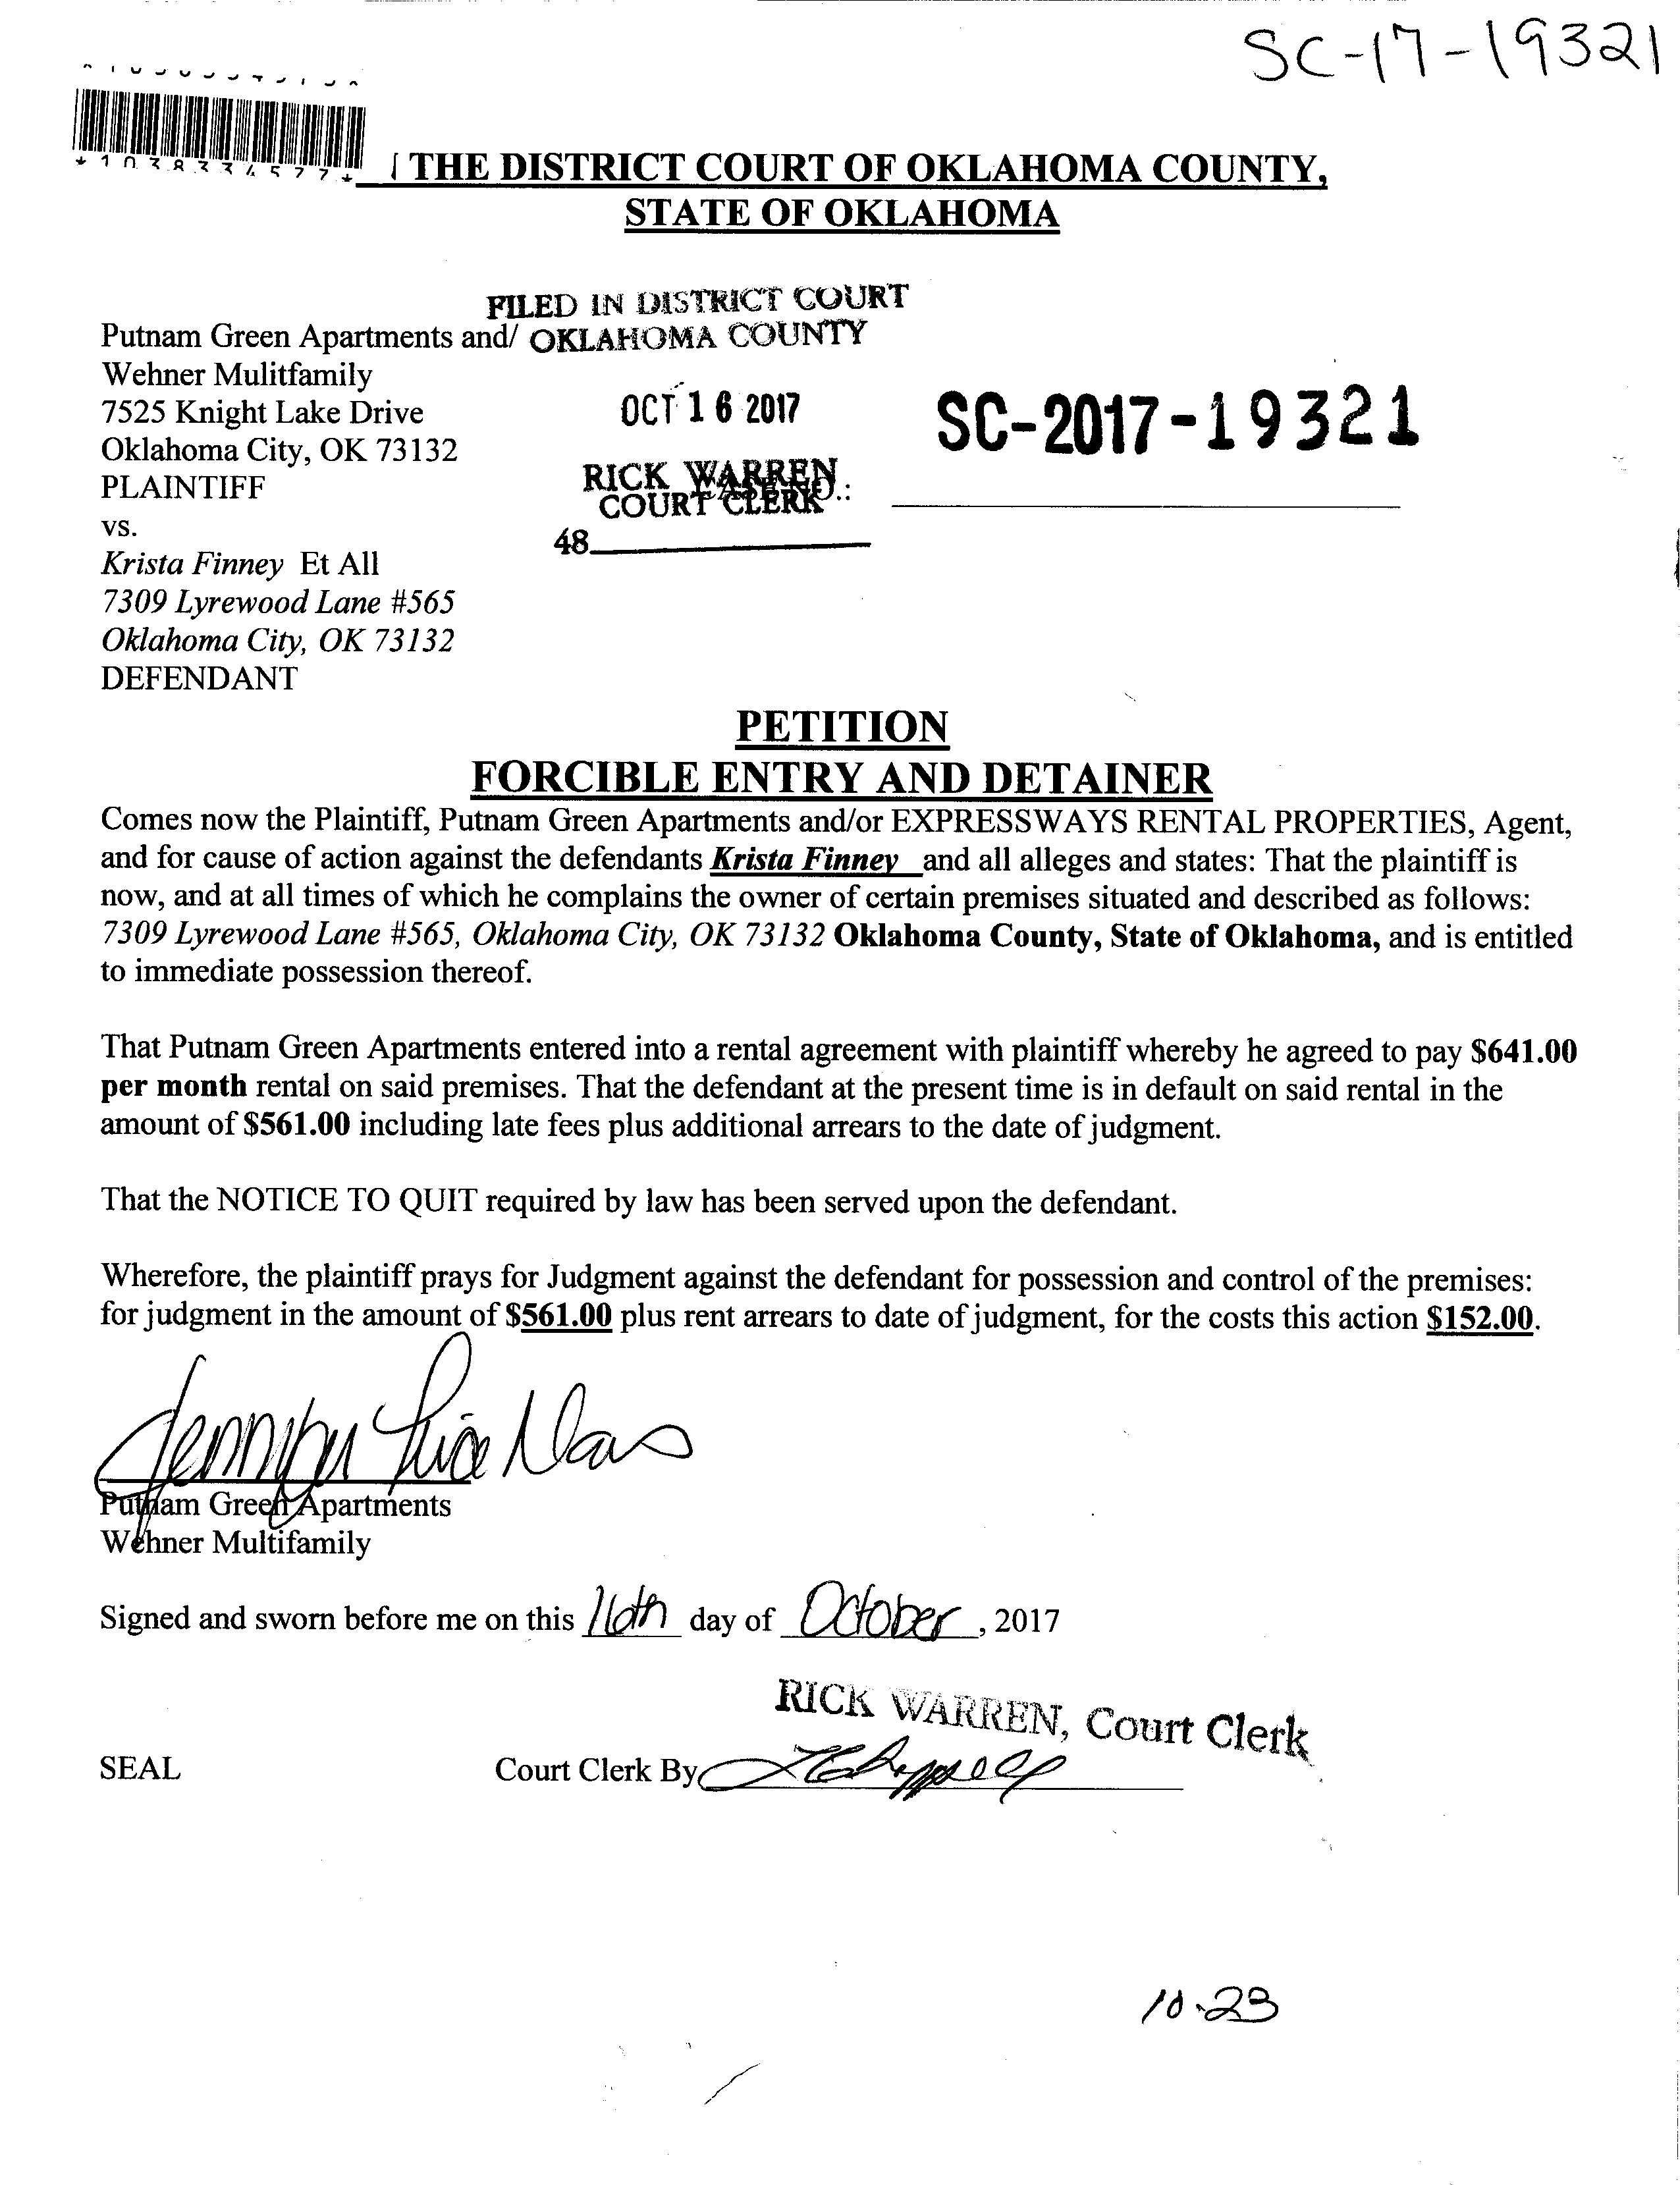 SC-17-19321
*1038334577*
THE DISTRICT COURT OF OKLAHOMA COUNTY,
STATE OF OKLAHOMA
FILED IN DISTRICT COURT
OKLAHOMA COUNTY
Putnam Green Apartments and/
Wehner Mulitfamily
7525 Knight Lake Drive
OCT 16 2017
SC-2017-19321
Oklahoma City, OK 73132
PLAINTIFF
RICK WARREN
COURT CLERK
CASE NO.:
vs.
48
Krista Finney Et All
7309 Lyrewood Lane #565
Oklahoma City, OK 73132
DEFENDANT
PETITION
FORCIBLE ENTRY AND DETAINER
Comes now the Plaintiff, Putnam Green Apartments and/or EXPRESSWAYS RENTAL PROPERTIES, Agent,
and for cause of action against the defendants Krista Finney and all alleges and states: That the plaintiff is
now, and at all times of which he complains the owner of certain premises situated and described as follows:
7309 Lyrewood Lane #565, Oklahoma City, OK 73132 Oklahoma County, State of Oklahoma, and is entitled
to immediate possession thereof.
That Putnam Green Apartments entered into a rental agreement with plaintiff whereby he agreed to pay $641.00
per month rental on said premises. That the defendant at the present time is in default on said rental in the
amount of $561.00 including late fees plus additional arrears to the date of judgment.
That the NOTICE TO QUIT required by law has been served upon the defendant.
Wherefore, the plaintiff prays for Judgment against the defendant for possession and control of the premises:
for judgment in the amount of $561.00 plus rent arrears to date of judgment, for the costs this action $152.00.
Putnam Green Apartments
Wehner Multifamily
Signed and sworn before me on this 16th day of October, 2017
RICK WARREN, Court Clerk
SEAL
Court Clerk By
10-23